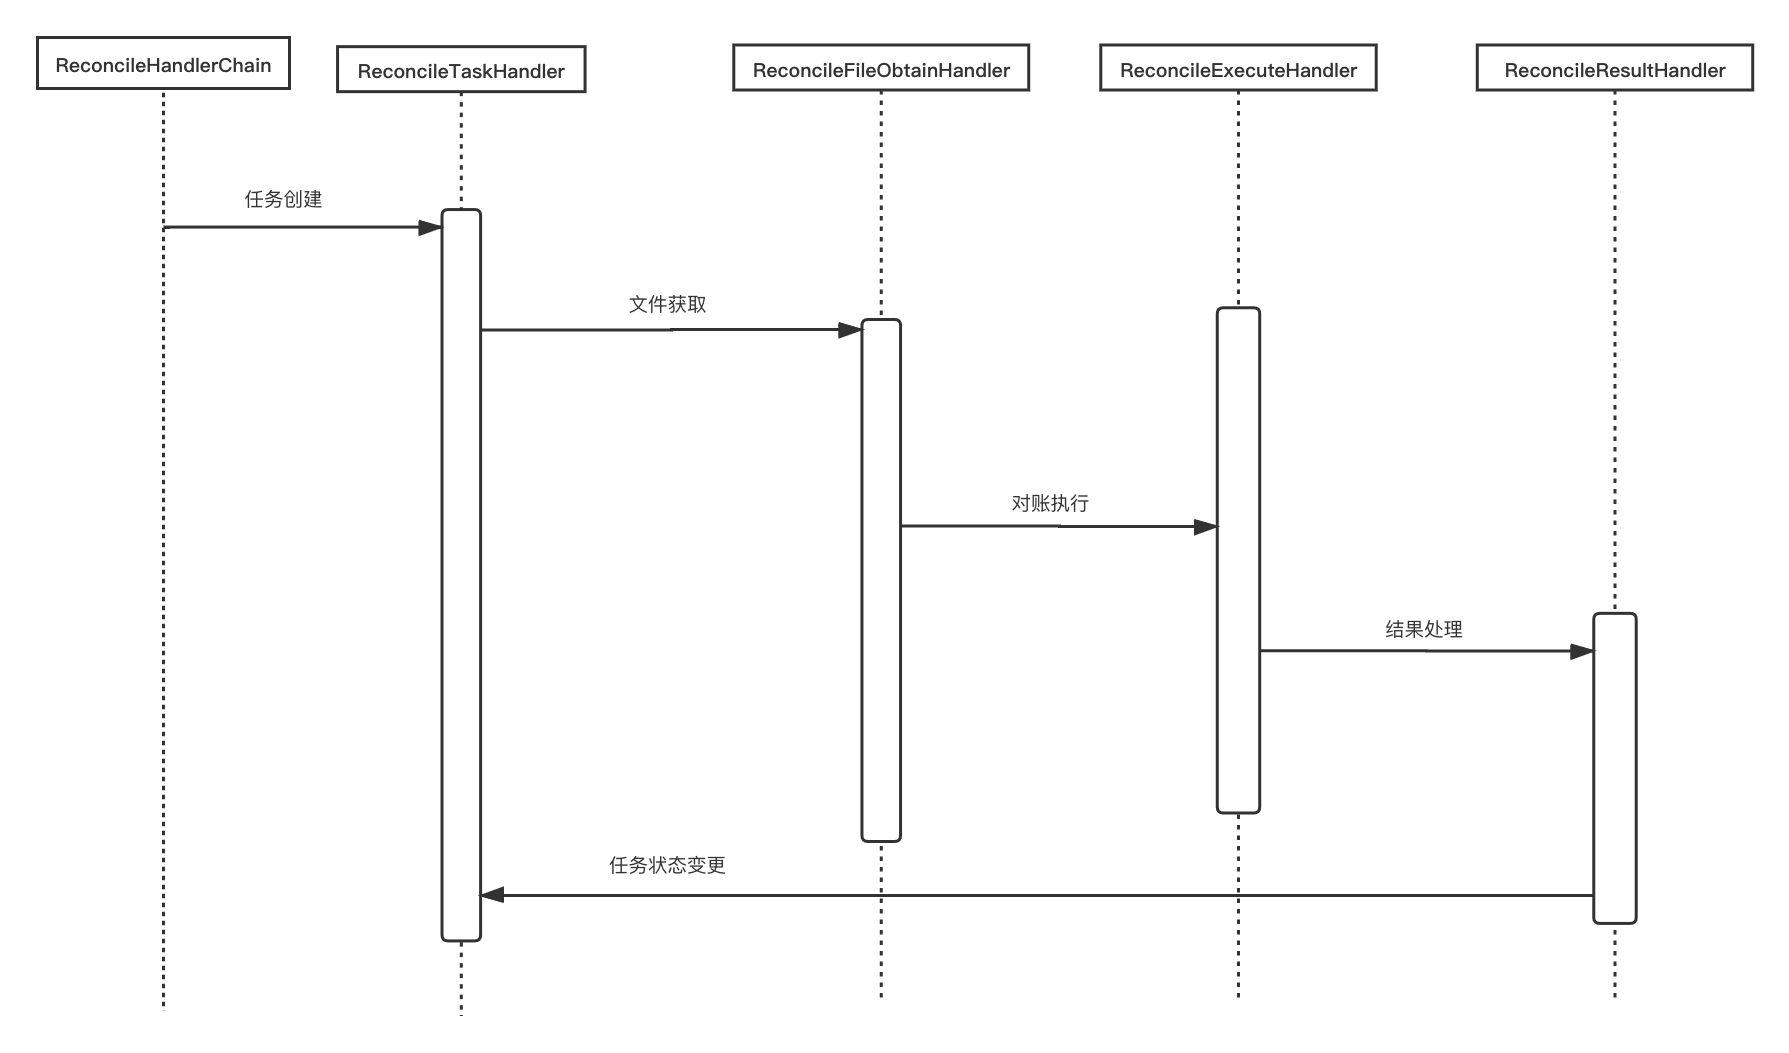 ReconcileHandlerChain
ReconcileTaskHandler
ReconcileFileObtainHandler
ReconcileExecuteHandler
ReconcileResultHandler
任务创建
文件获取
对账执行
结果处理
任务状态变更